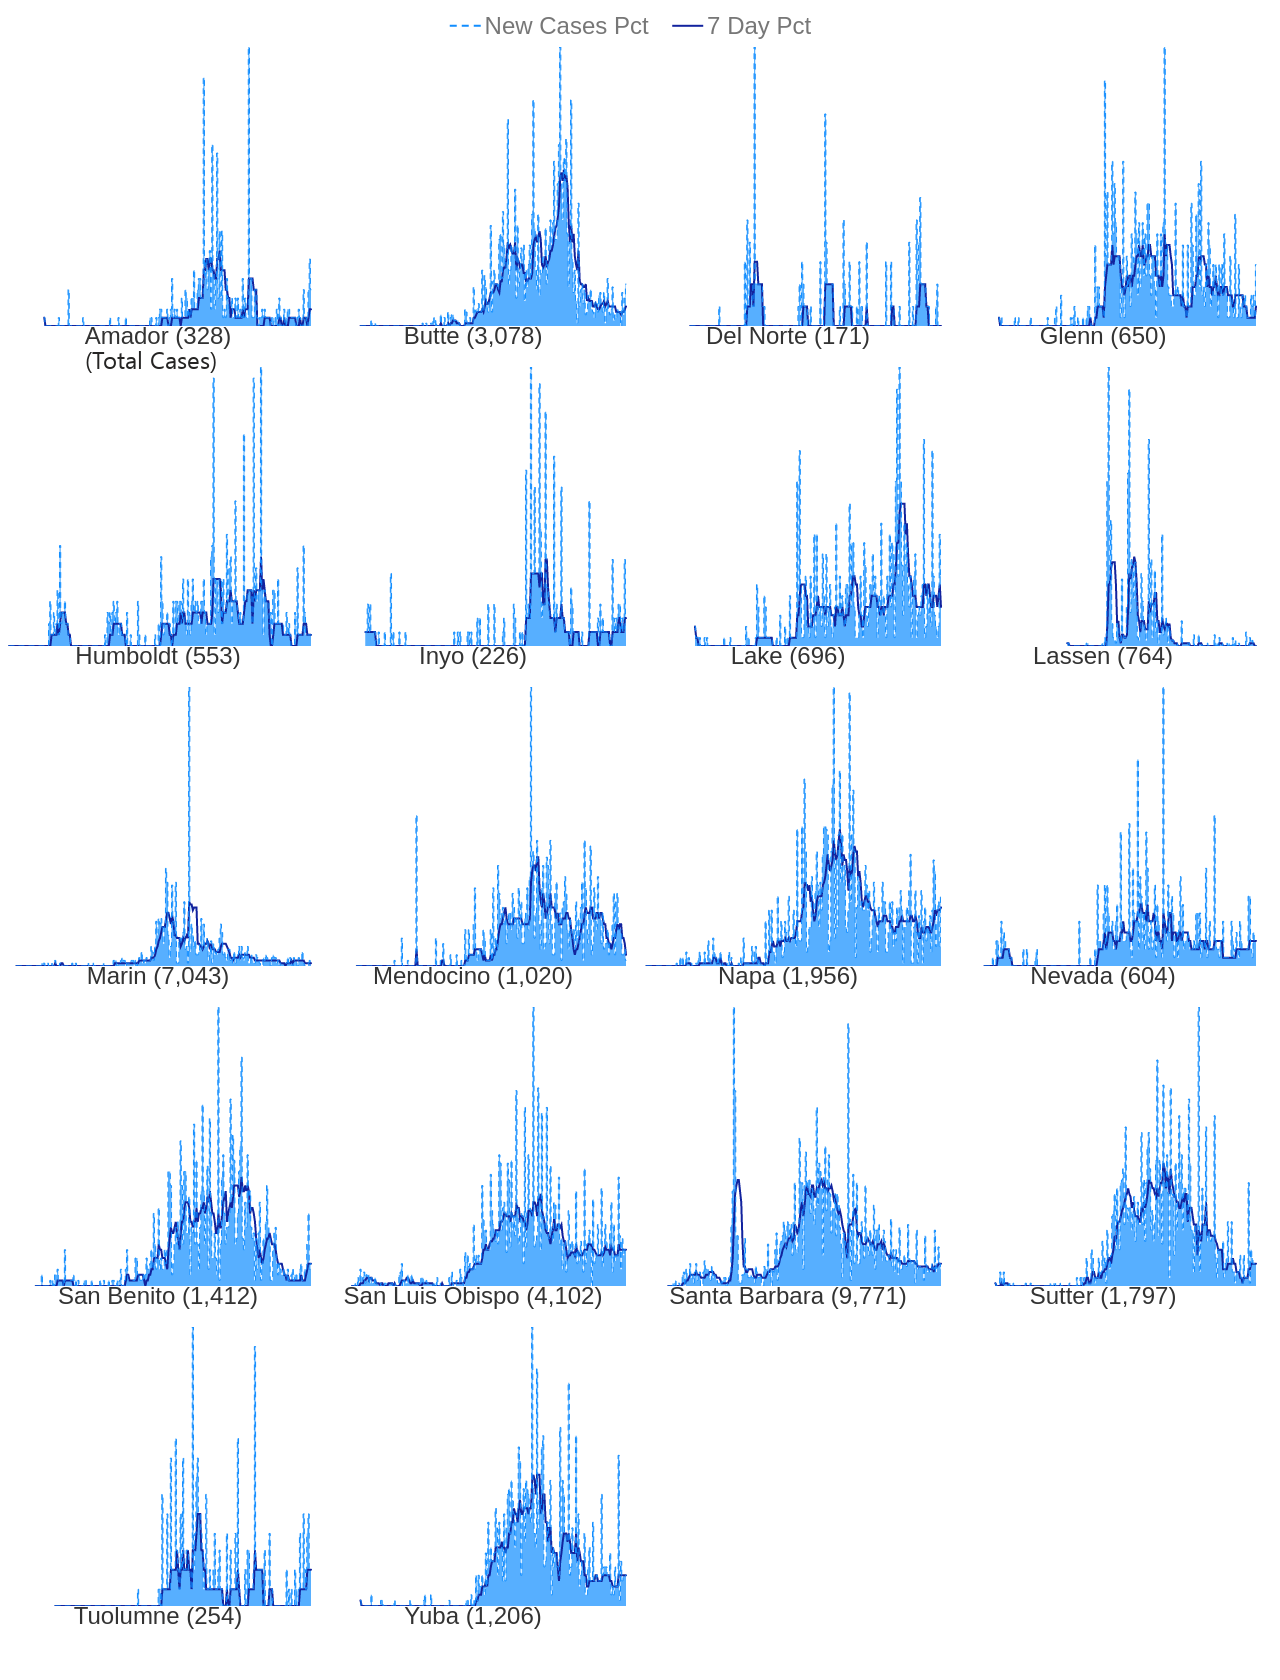 New Cases Pct 7 Day Pct
Amador (328) Butte (3,078) Del Norte (171) Glenn (650)
(Total Cases)
Humboldt (553) Inyo (226) Lake (696) Lassen (764)
Marin (7,043) Mendocino (1,020) Napa (1,956) Nevada (604)
San Benito (1,412) San Luis Obispo (4,102) Santa Barbara (9,771) Sutter (1,797)
Tuolumne (254) Yuba (1,206)